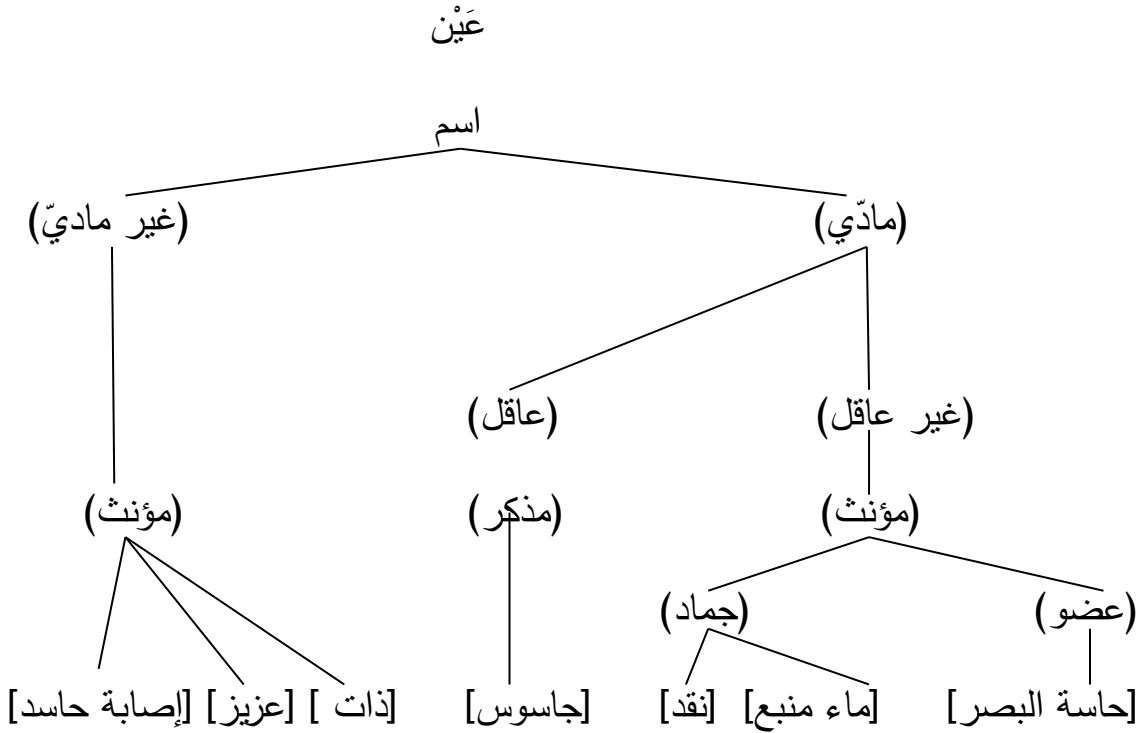 عَيْن
اسم
(مادّي) (غير ماديّ)
(غير عاقل) (عاقل)
(مؤنث) (مذكر) (مؤنث)
(عضو) (جماد)
[حاسة البصر] [ماء منبع] [نقد] [جاسوس] [ذات ] [عزيز] [إصابة حاسد]